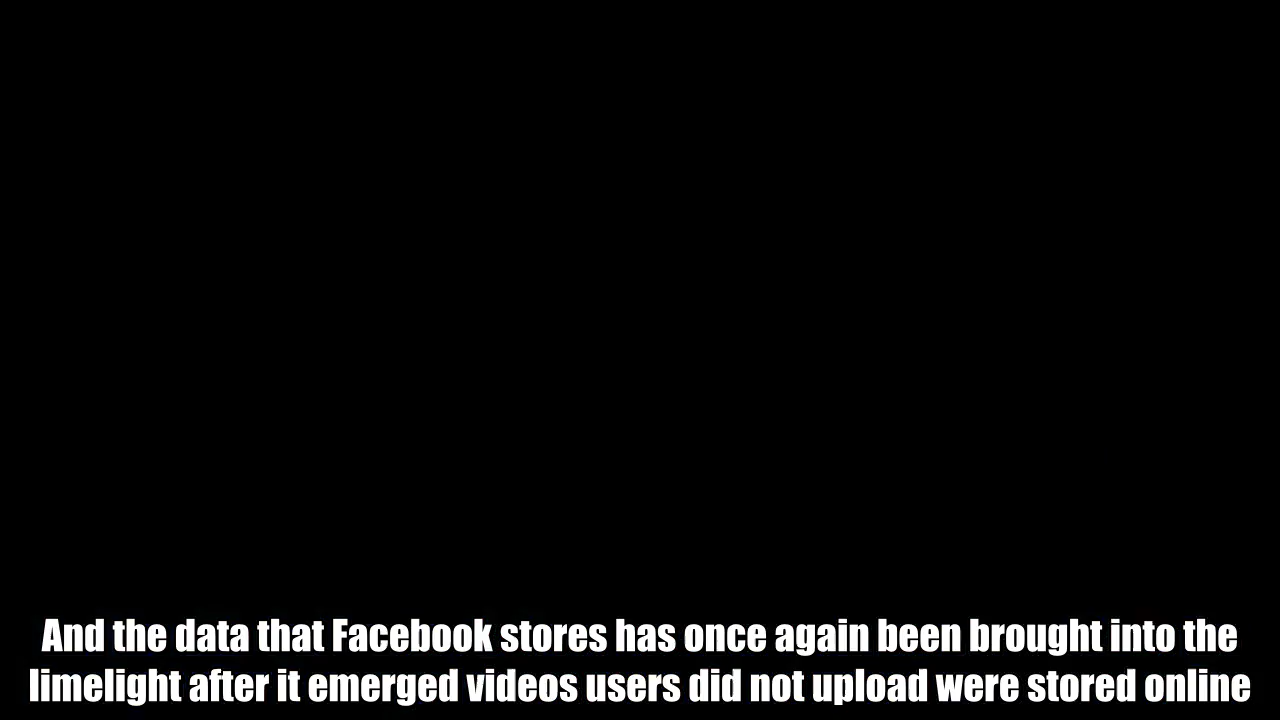 And the data that Facebook stores has once again been brought into the
limelight after it emerged videos users did not upload were stored online